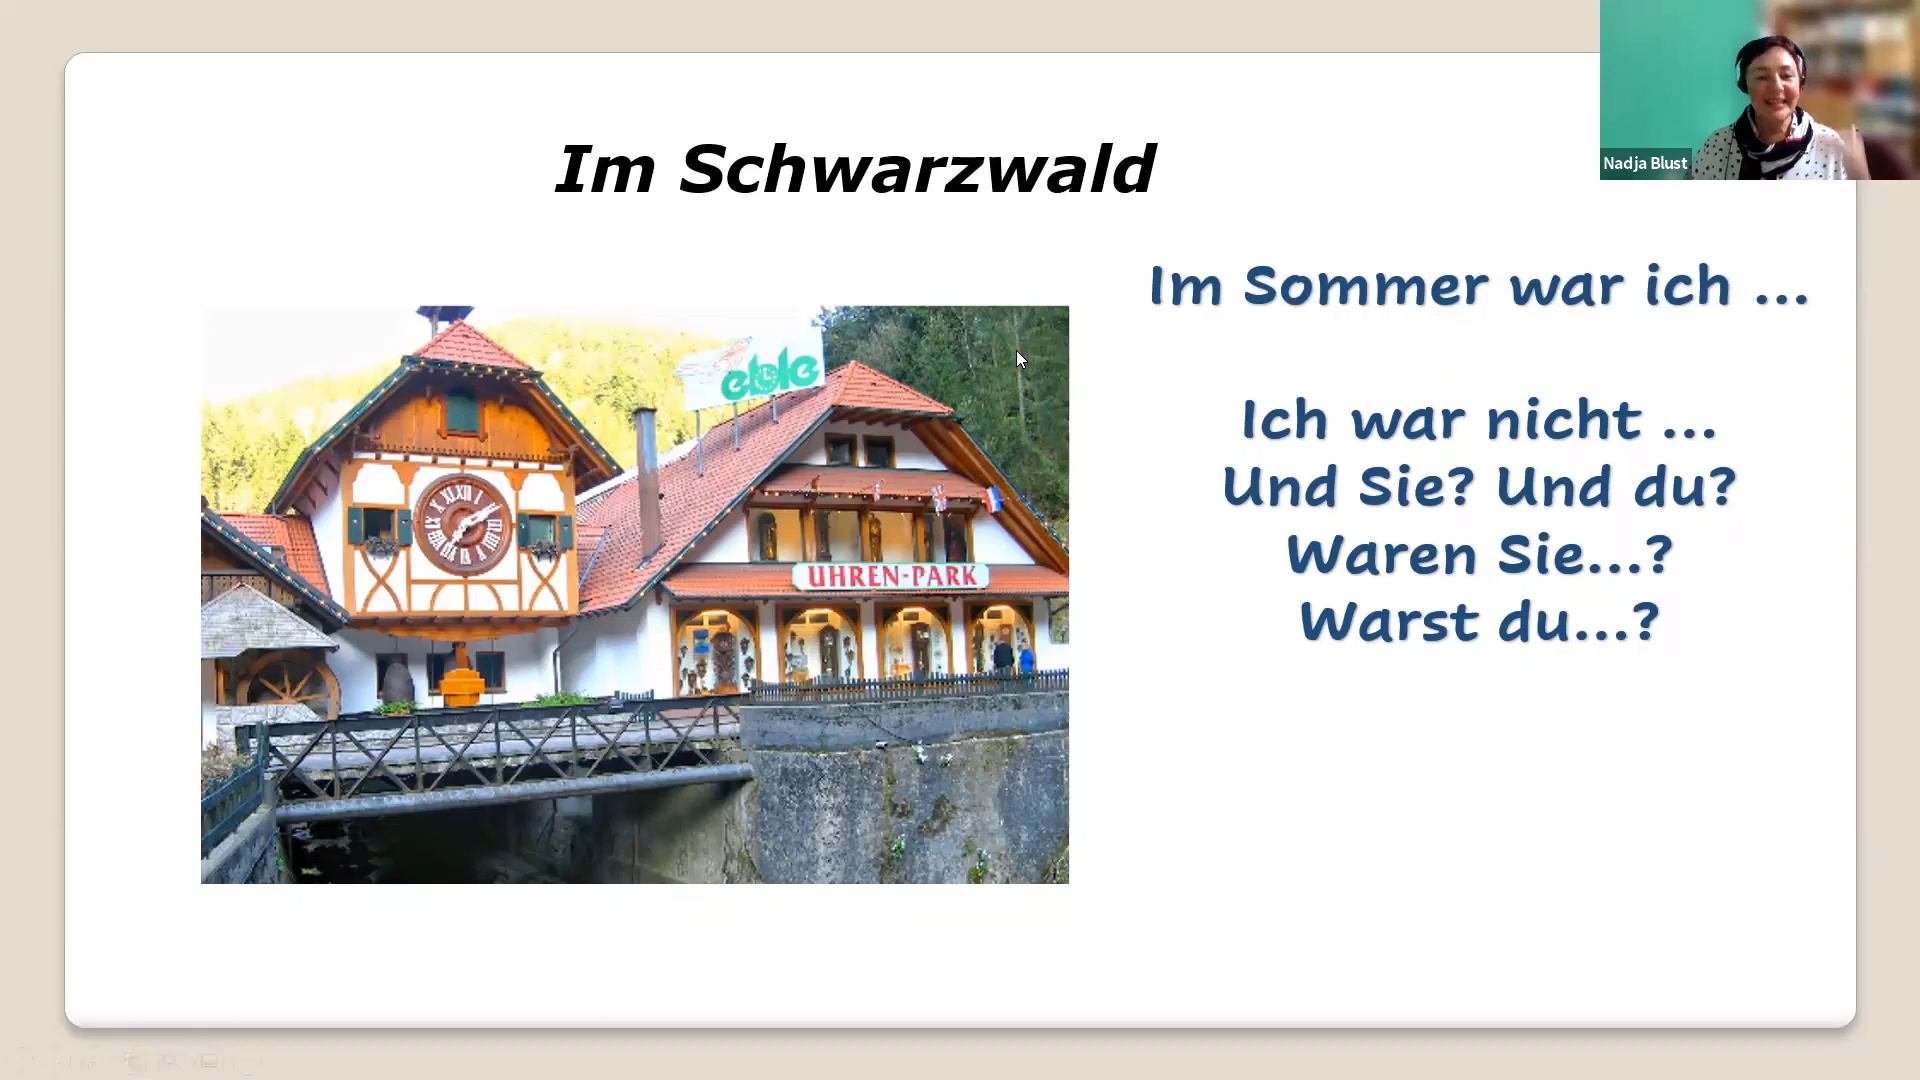 Im Schwarzwald
Nadja Blust
Im Sommer war ich ...
Ich war nicht ...
Und Sie? Und du?
Waren Sie...?
Warst du...?
eble
UHREN-PARK